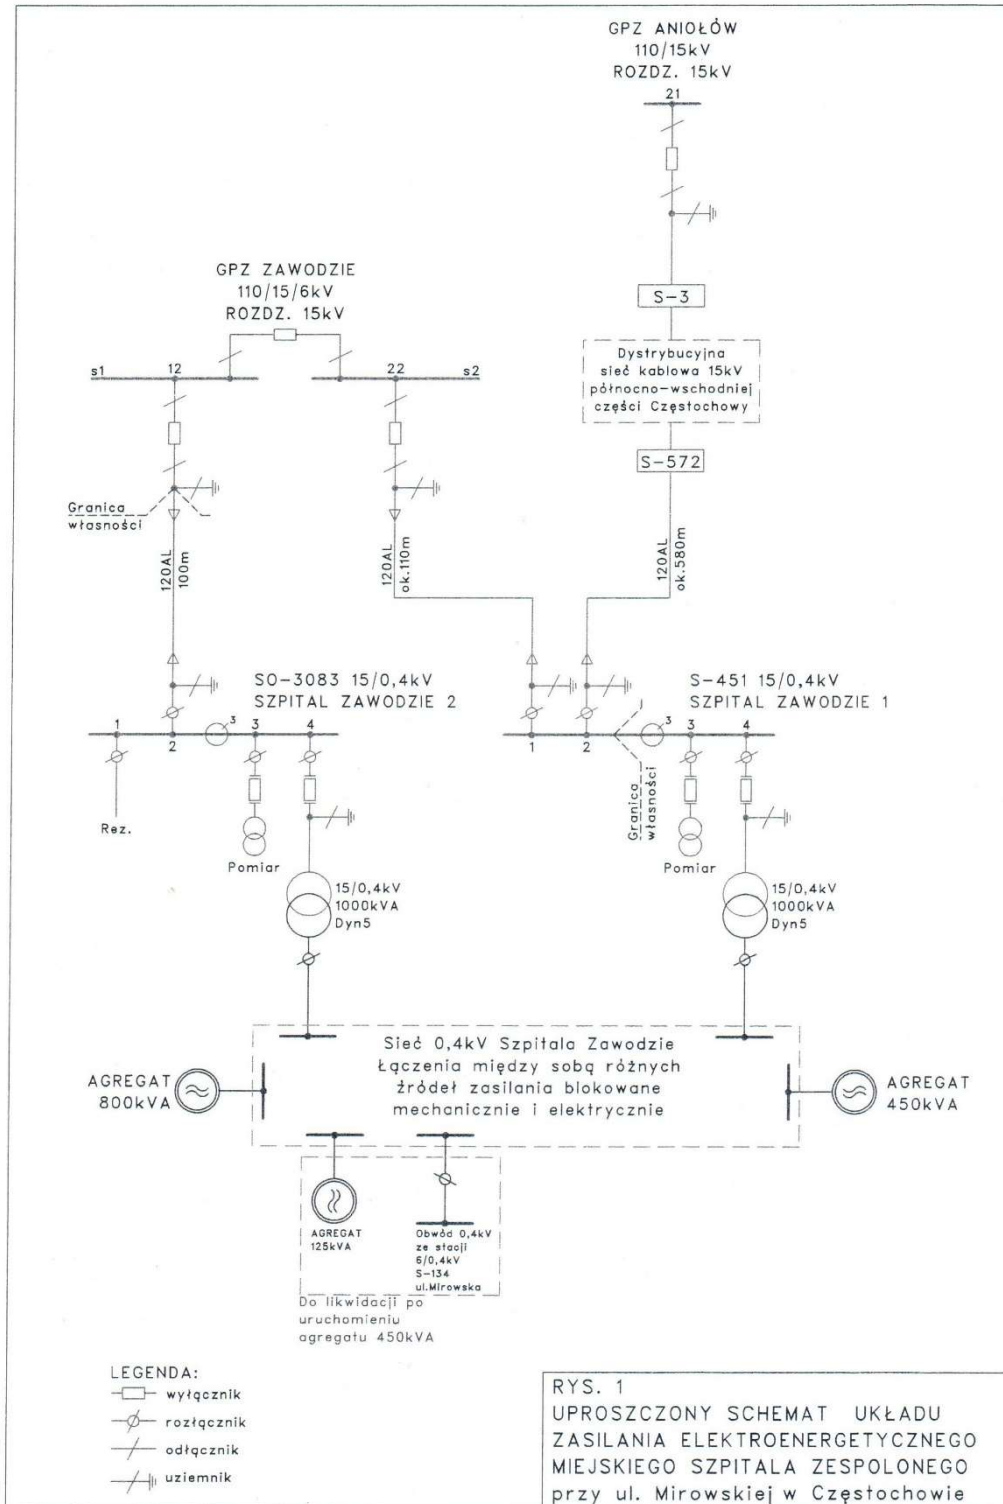 GPZ ANIOŁÓW
110/15kV
ROZDZ. 15kV
21
S-3
Dystrybucyjna
sieć kablowa 15kV
północno-wschodniej
części Częstochowy
S-572
120AL
ok.580m
GPZ ZAWODZIE
110/15/6kV
ROZDZ. 15kV
s1
12
22
s2
Granica
własności
120AL
100m
120AL
ok.110m
SO-3083 15/0,4kV
SZPITAL ZAWODZIE 2
1
2
3
3
4
Rez.
Pomiar
15/0,4kV
1000kVA
Dyn5
S-451 15/0,4kV
SZPITAL ZAWODZIE 1
1
2
3
3
4
Granica
własności
Pomiar
15/0,4kV
1000kVA
Dyn5
Sieć 0,4kV Szpitala Zawodzie
Łączenia między sobą różnych
źródeł zasilania blokowane
mechanicznie i elektrycznie
AGREGAT
800kVA
AGREGAT
450kVA
AGREGAT
125kVA
Obwód 0,4kV
ze stacji
6/0,4kV
S-134
ul.Mirowska
Do likwidacji po
uruchomieniu
agregatu 450kVA
LEGENDA:
wyłącznik
rozłącznik
odłącznik
uziemnik
RYS. 1
UPROSZCZONY SCHEMAT UKŁADU
ZASILANIA ELEKTROENERGETYCZNEGO
MIEJSKIEGO SZPITALA ZESPOLONEGO
przy ul. Mirowskiej w Częstochowie